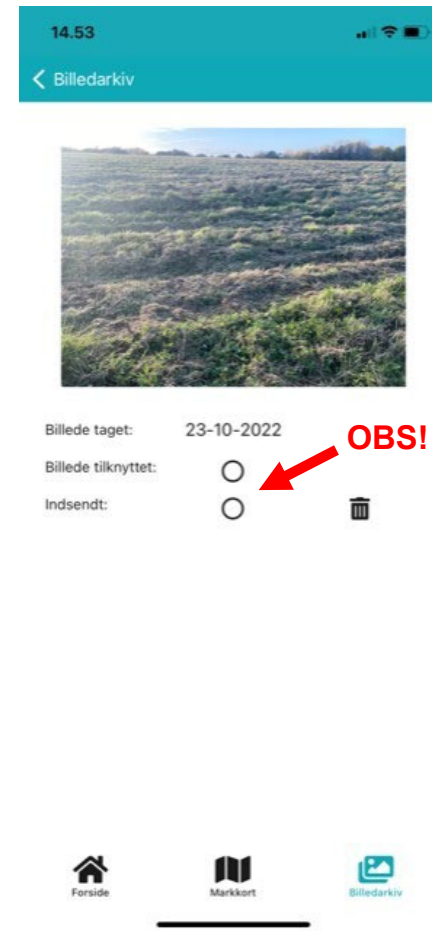 14.53
Billedarkiv
Billede taget: 23-10-2022
OBS!
Billede tilknyttet:
Indsendt:
Forside Markkort Billedarkiv